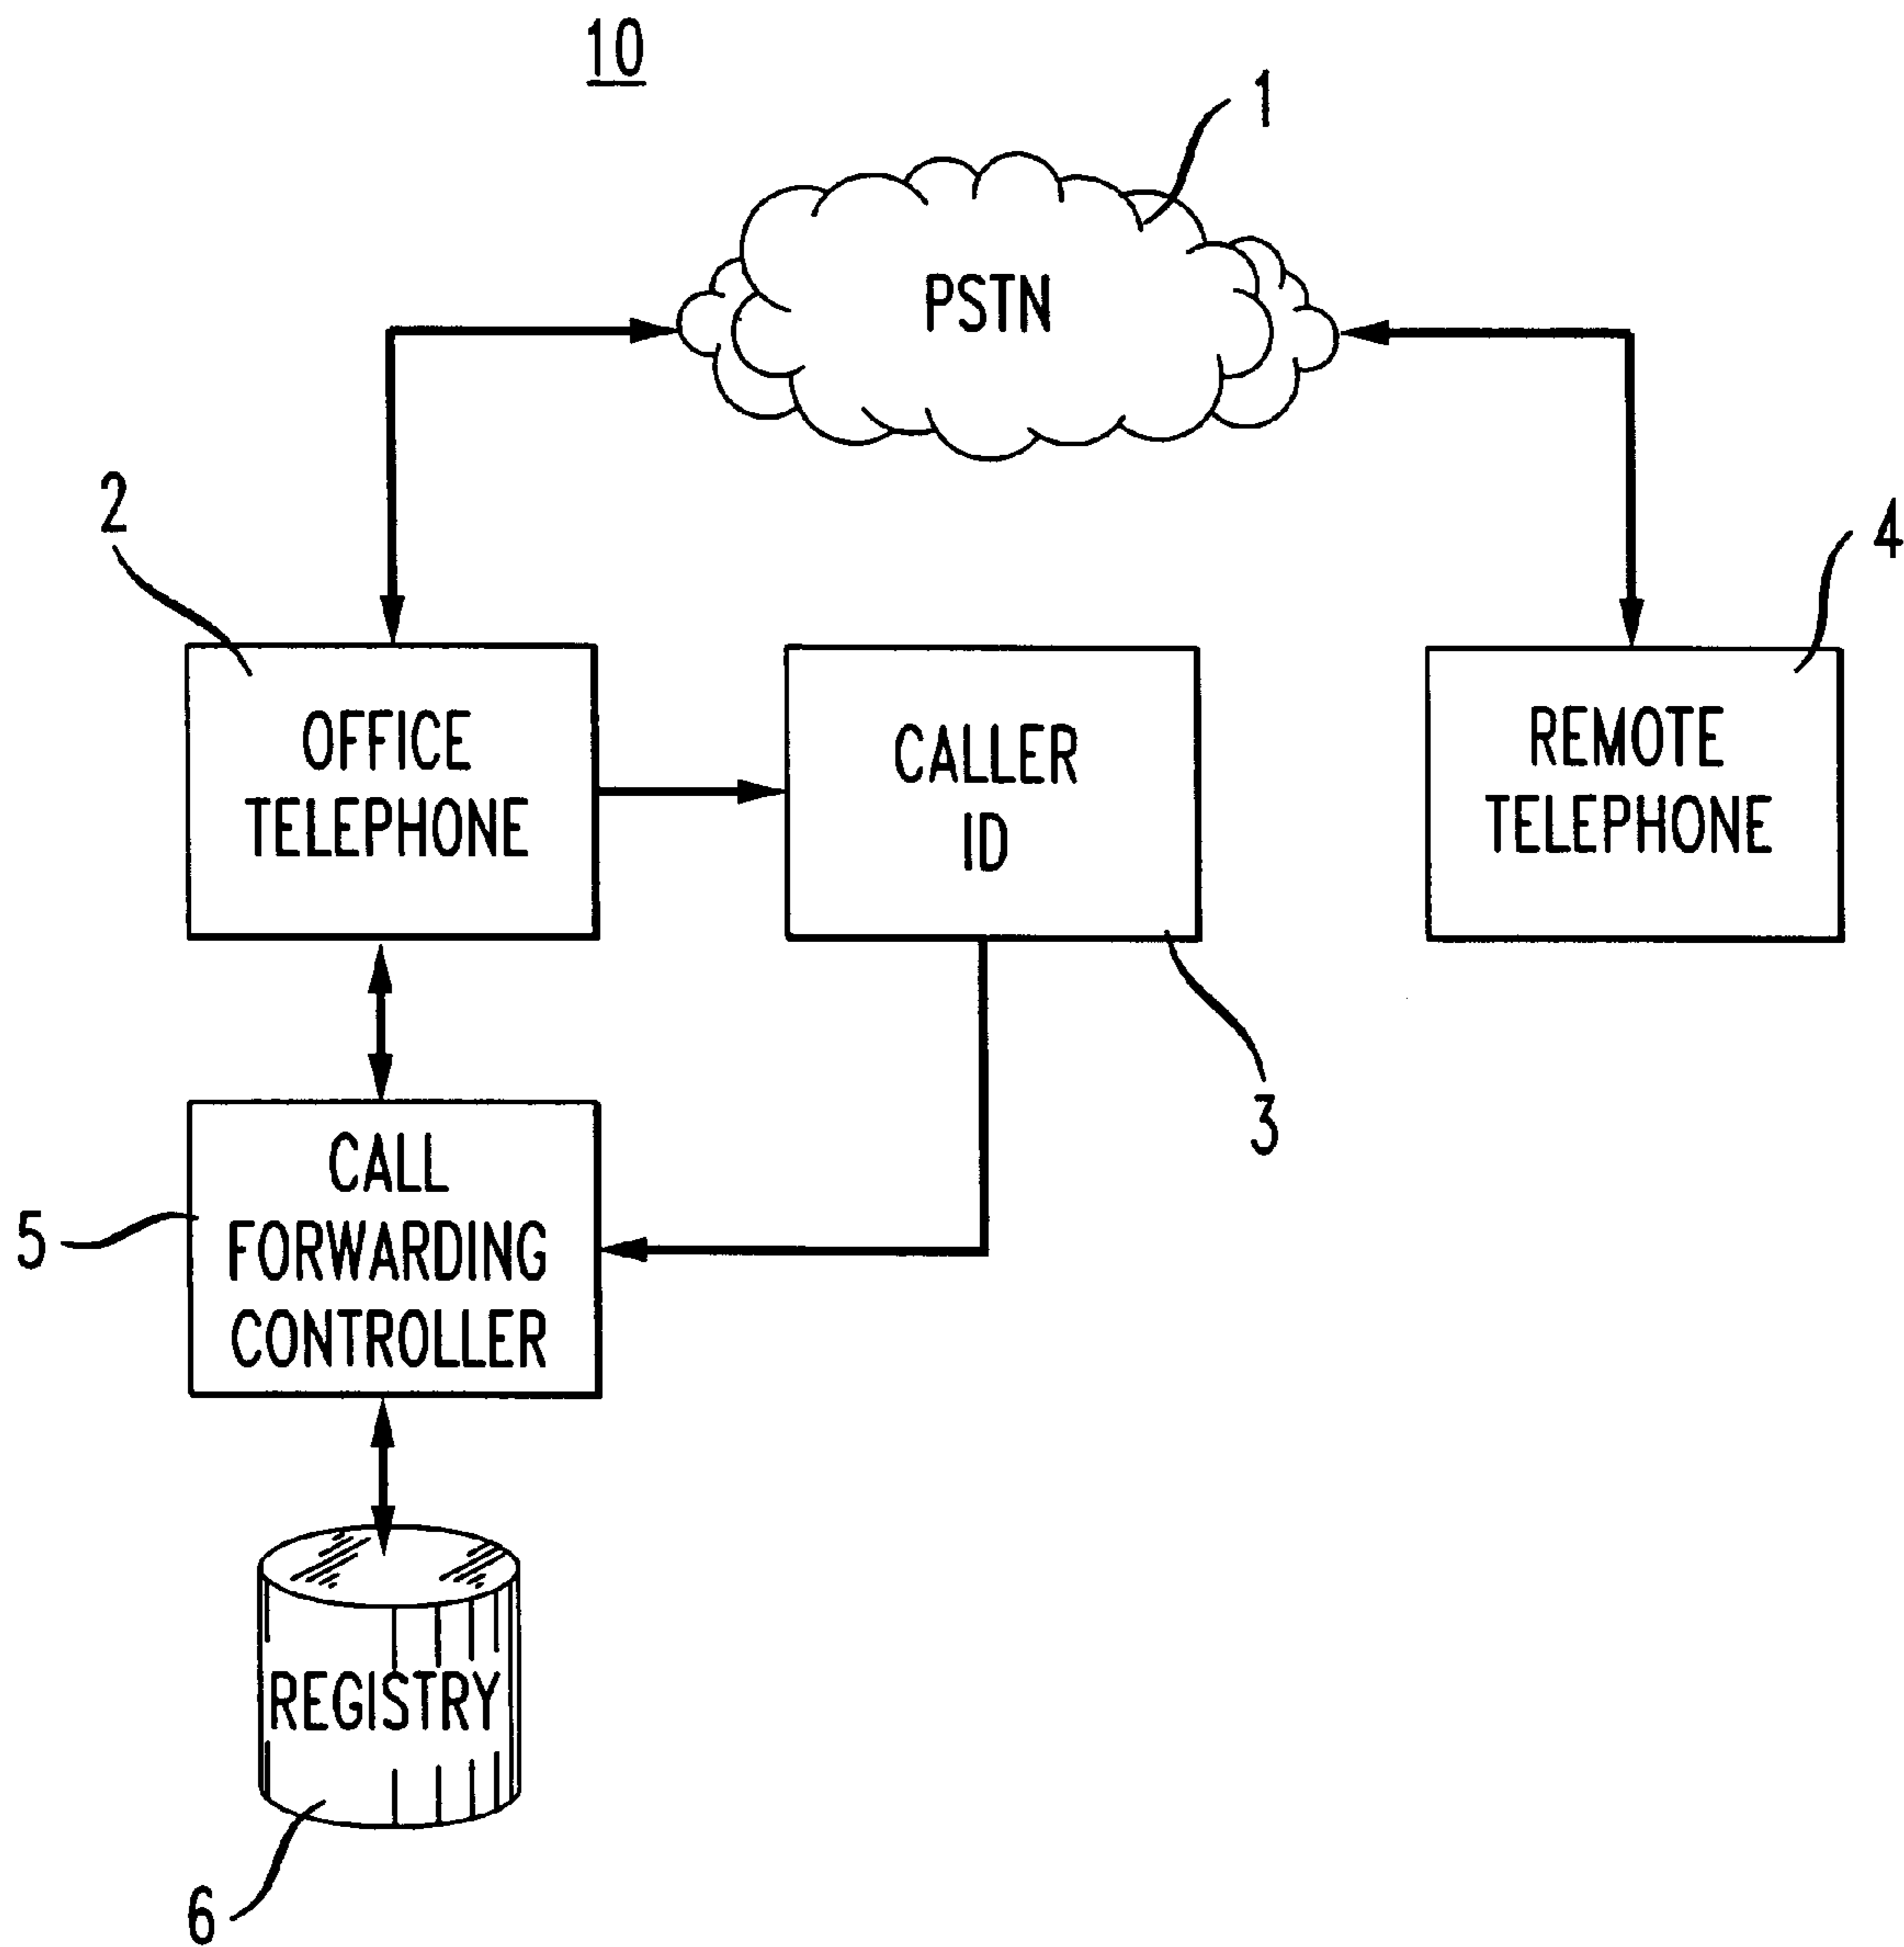 10
1
PSTN
2
4
OFFICE
TELEPHONE
CALLER
ID
REMOTE
TELEPHONE
3
5
CALL
FORWARDING
CONTROLLER
REGISTRY
6